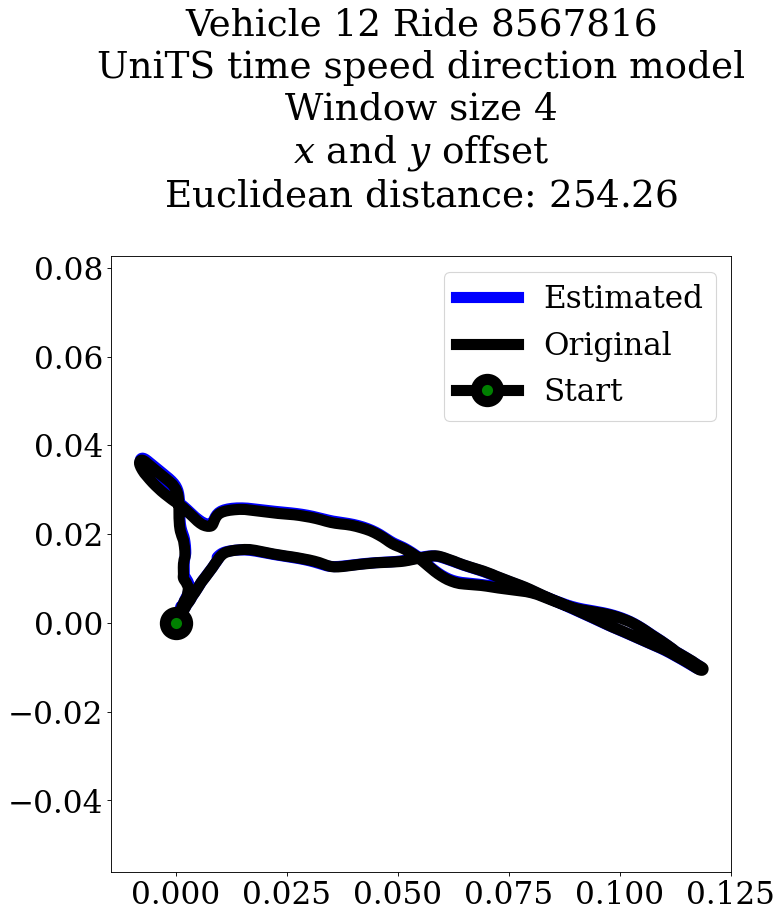 Vehicle 12 Ride 8567816
UniTS time speed direction model
Window size 4
x and y offset
Euclidean distance: 254.26
0.08
0.06
0.04
0.02
0.00
−0.02
−0.04
Estimated
Original
Start
0.000 0.025 0.050 0.075 0.100 0.125